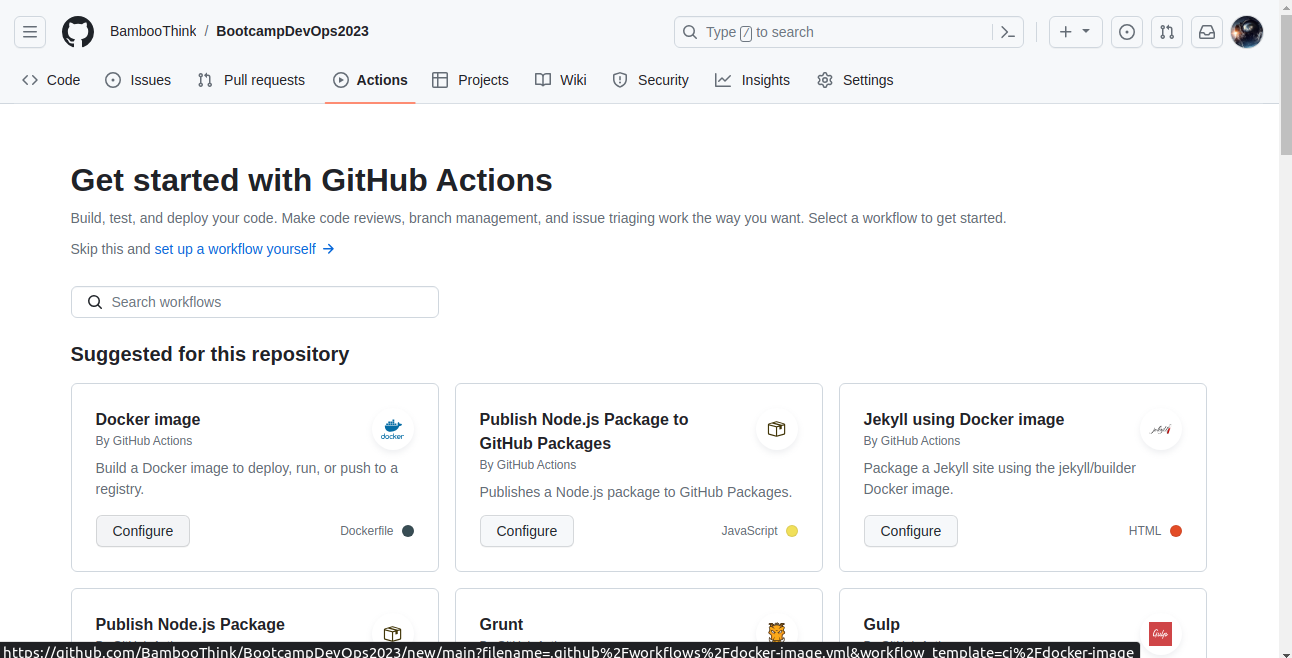 BambooThink / BootcampDevOps2023
Type / to search
Code Issues Pull requests Actions Projects Wiki Security Insights Settings
Get started with GitHub Actions
Build, test, and deploy your code. Make code reviews, branch management, and issue triaging work the way you want. Select a workflow to get started.
Skip this and set up a workflow yourself →
Search workflows
Suggested for this repository
Docker image
By GitHub Actions
docker
Build a Docker image to deploy, run, or push to a
registry.
Configure Dockerfile
Publish Node.js Package to
GitHub Packages
By GitHub Actions
Publishes a Node.js package to GitHub Packages.
Configure JavaScript
Jekyll using Docker image
By GitHub Actions
jekyll
Package a Jekyll site using the jekyll/builder
Docker image.
Configure HTML
Publish Node.js Package
Grunt
Gulp
Gulp
https://github.com/BambooThink/BootcampDevOps2023/new/main?filename=.github%2Fworkflows%2Fdocker-image.yml&workflow_template=ci%2Fdocker-image